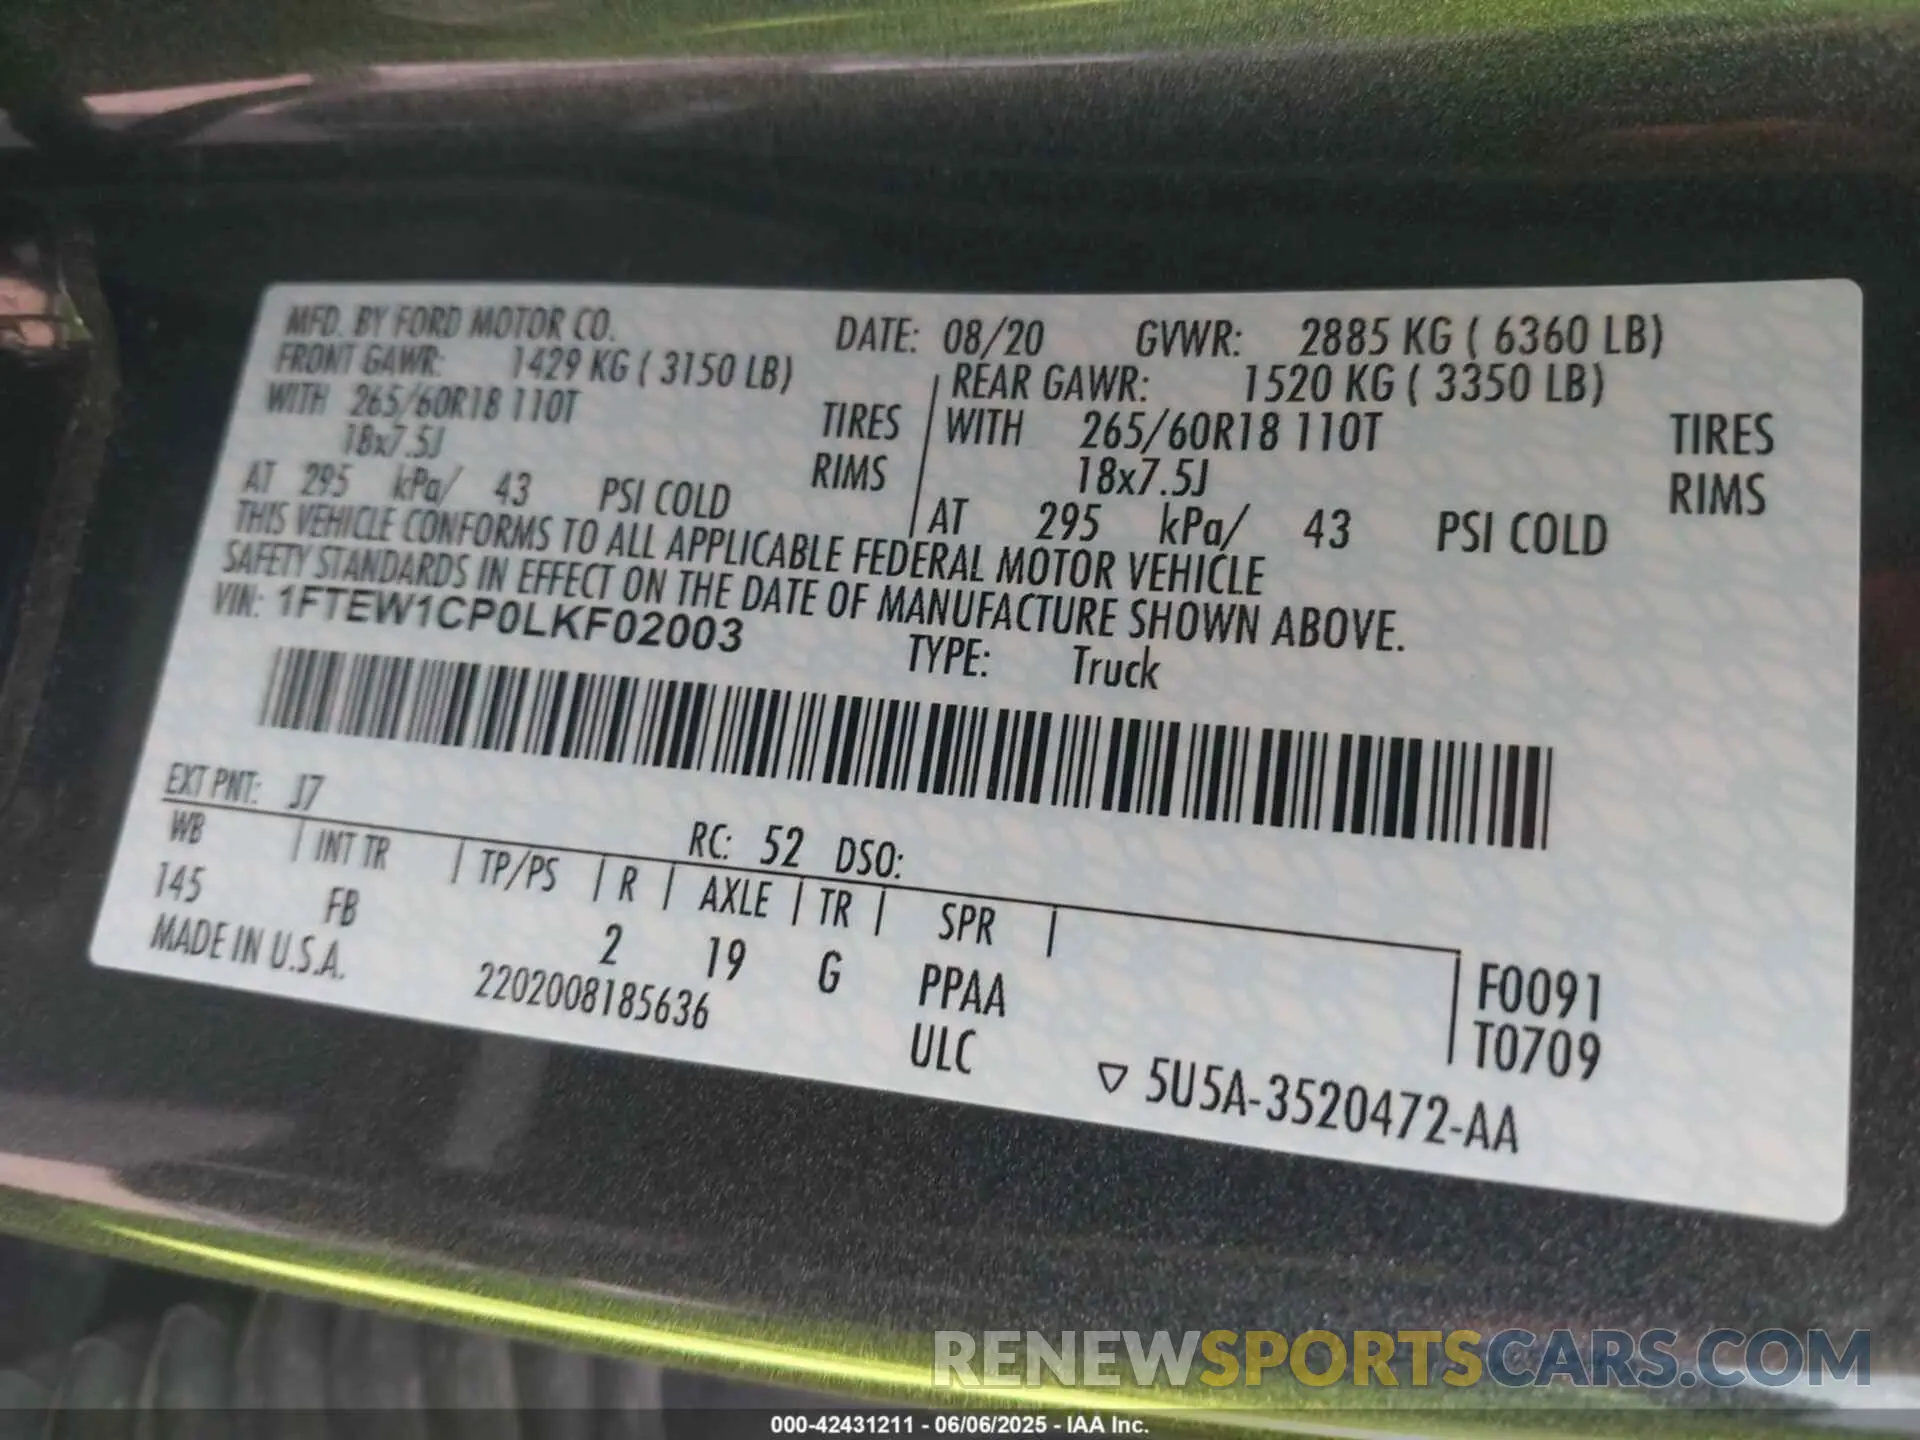 MFD. BY FORD MOTOR CO. DATE: 08/20 GVWR: 2885 KG ( 6360 LB)
FRONT GAWR: 1429 KG ( 3150 LB) REAR GAWR: 1520 KG ( 3350 LB)
WITH 265/60R18 110T TIRES WITH 265/60R18 110T TIRES
18x7.5J RIMS 18x7.5J RIMS
AT 295 kPa/ 43 PSI COLD AT 295 kPa/ 43 PSI COLD
THIS VEHICLE CONFORMS TO ALL APPLICABLE FEDERAL MOTOR VEHICLE
SAFETY STANDARDS IN EFFECT ON THE DATE OF MANUFACTURE SHOWN ABOVE.
VIN: 1FTEW1CP0LKF02003 TYPE: Truck
EXT PNT: J7 RC: 52 DSO:
WB INT TR TP/PS R AXLE TR SPR
145 FB 2 19 G PPAA F0091
ULC T0709
MADE IN U.S.A. 2202008185636 5U5A-3520472-AA
RENEWSPORTSCARS.COM
000-42431211 - 06/06/2025 - IAA Inc.